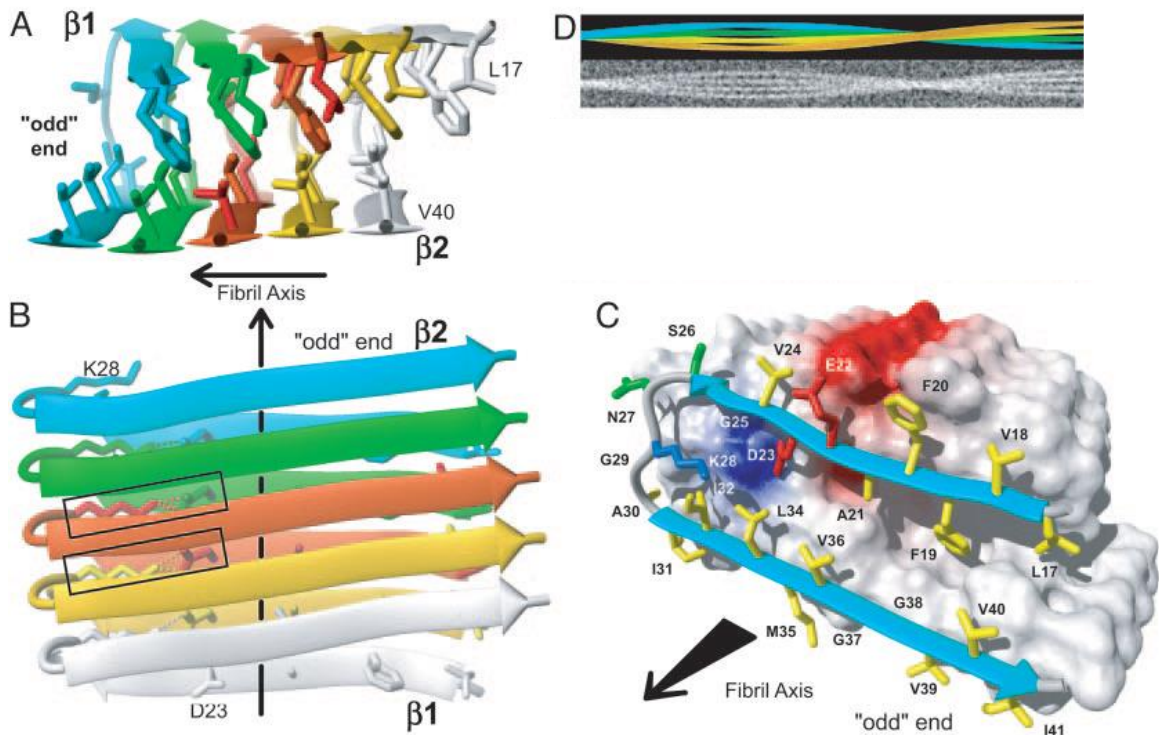 A
β1
"odd"
end
L17
V40
β2
Fibril Axis
D
B
"odd" end
β2
K28
D23
β1
C
S26
V24
E22
F20
N27
G25
V18
D23
G29
K28
I32
A30
L34
A21
V36
F19
L17
I31
G38
V40
M35
G37
Fibril Axis
V39
"odd" end
I41